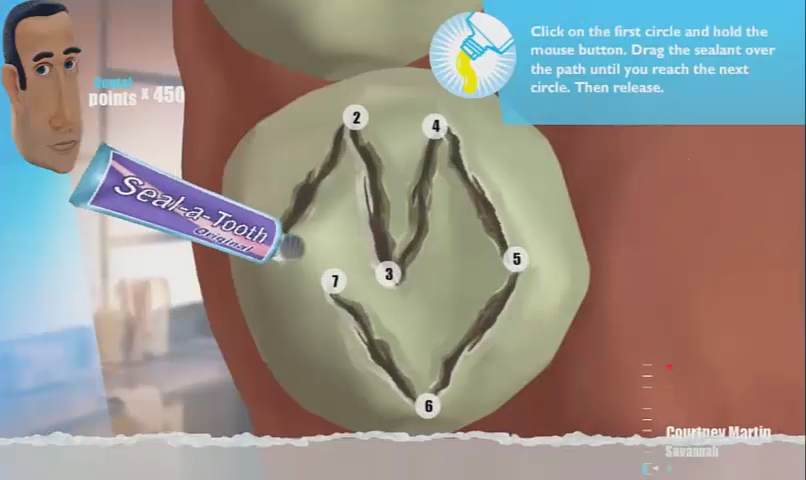 Click on the first circle and hold the
mouse button. Drag the sealant over
the path until you reach the next
circle. Then release.
Dental
points x 450
2
4
Seal-a-Tooth
Original
5
3
7
6
Courtney Martin
Savannah